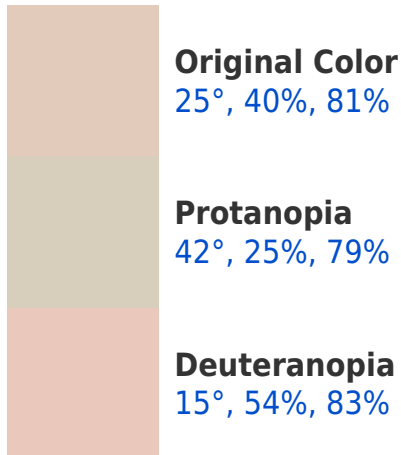 Original Color
25°, 40%, 81%
Protanopia
42°, 25%, 79%
Deuteranopia
15°, 54%, 83%